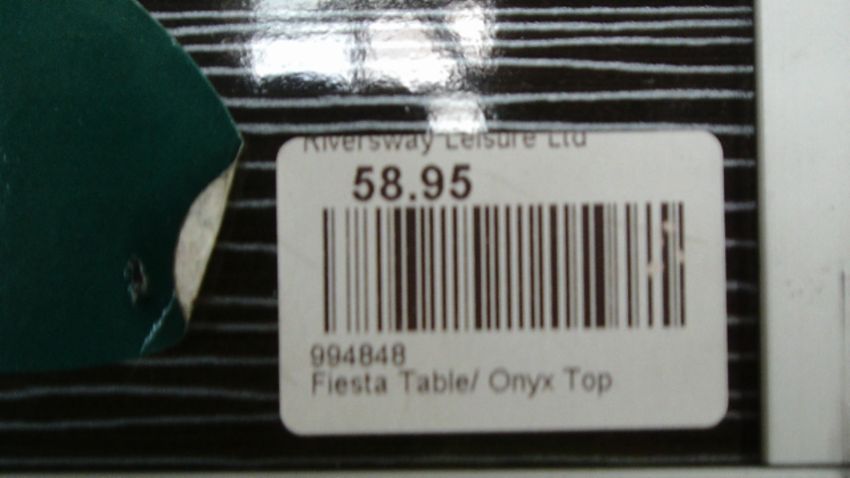 Riversway Leisure Ltd
58.95
994848
Fiesta Table/ Onyx Top